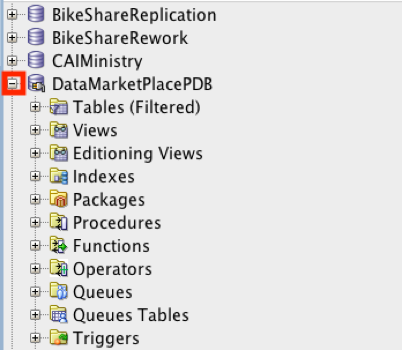 BikeShareReplication
BikeShareRework
CAIMinistry
DataMarketPlacePDB
Tables (Filtered)
Views
Editioning Views
Indexes
Packages
Procedures
Functions
Operators
Queues
Queues Tables
Triggers